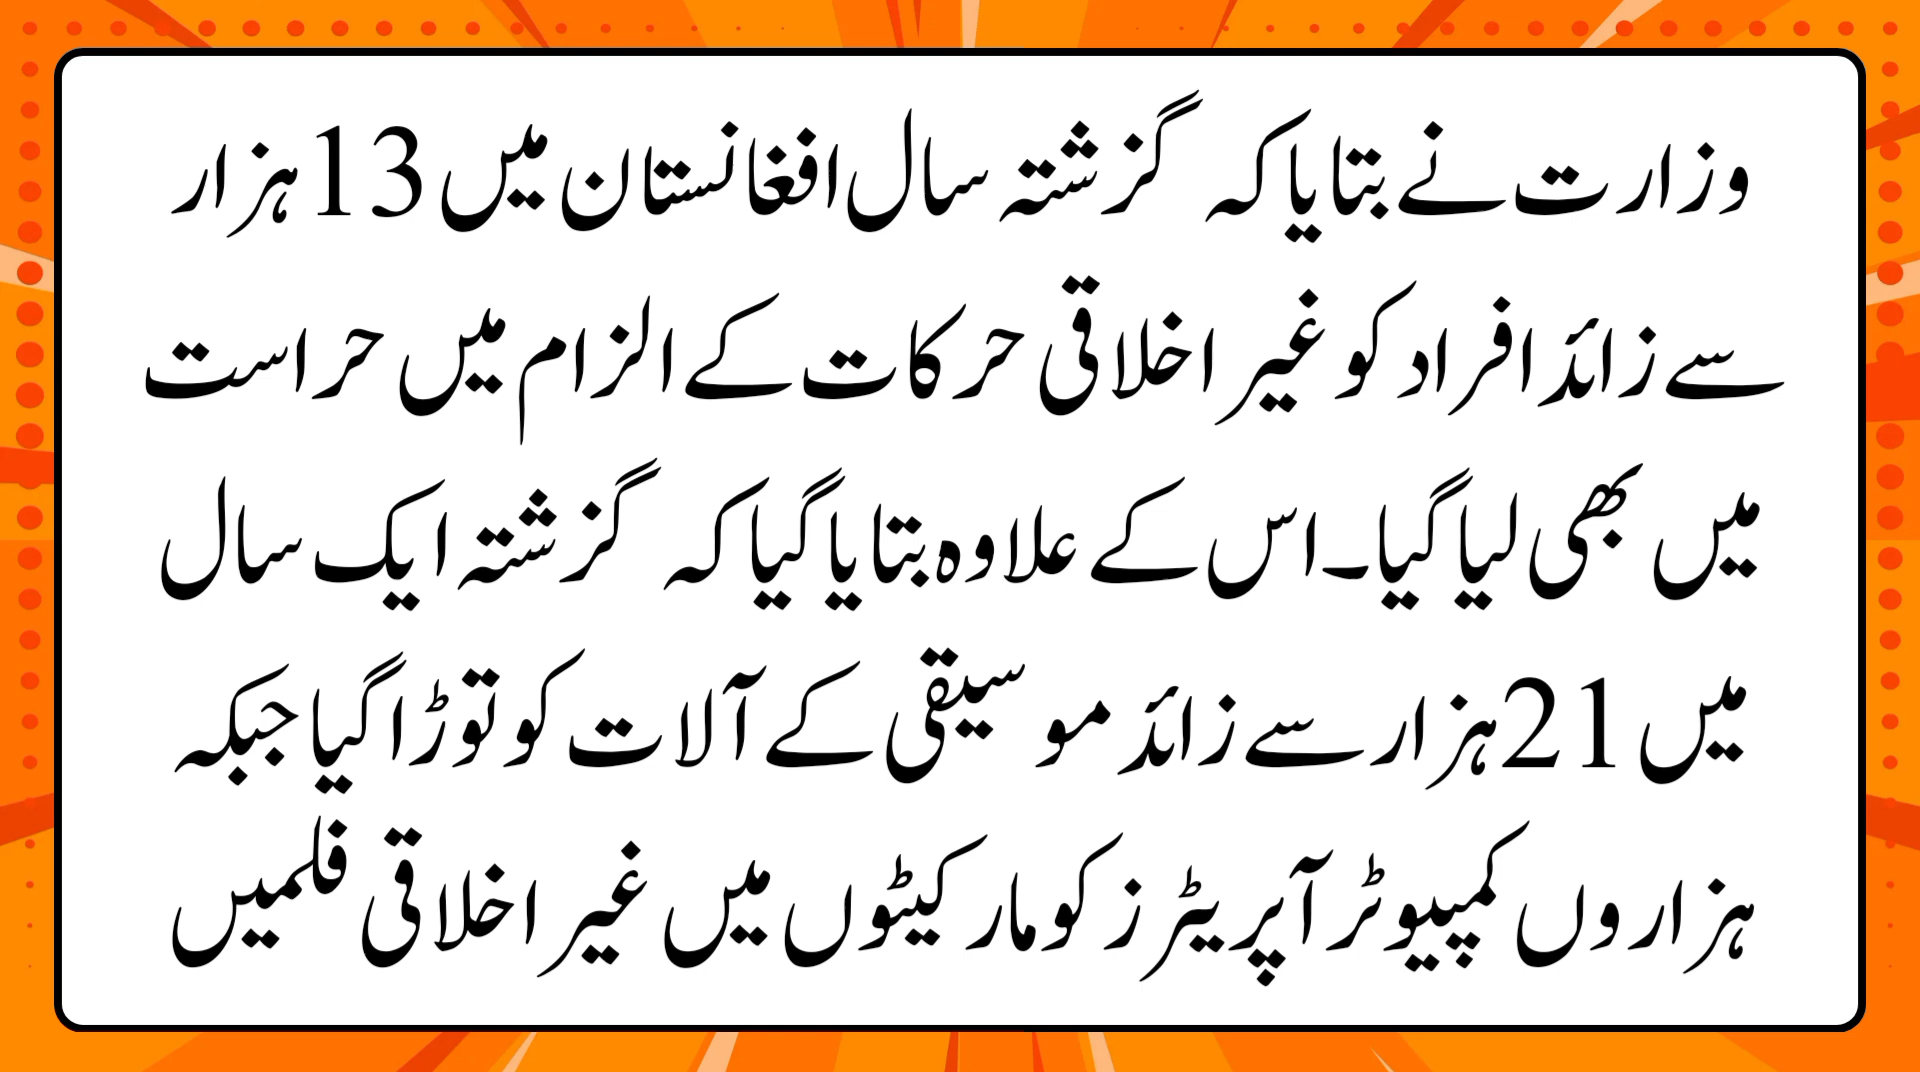 وزارت نے بتایا کہ گزشتہ سال افغانستان میں 13 ہزار
سے زائد افراد کو غیر اخلاقی حرکات کے الزام میں حراست
میں بھی لیا گیا۔ اس کے علاوہ بتایا گیا کہ گزشتہ ایک سال
میں 21 ہزار سے زائد موسیقی کے آلات کو توڑا گیا جبکہ
ہزاروں کمپیوٹر آپریٹرز کو مارکیٹوں میں غیر اخلاقی فلمیں